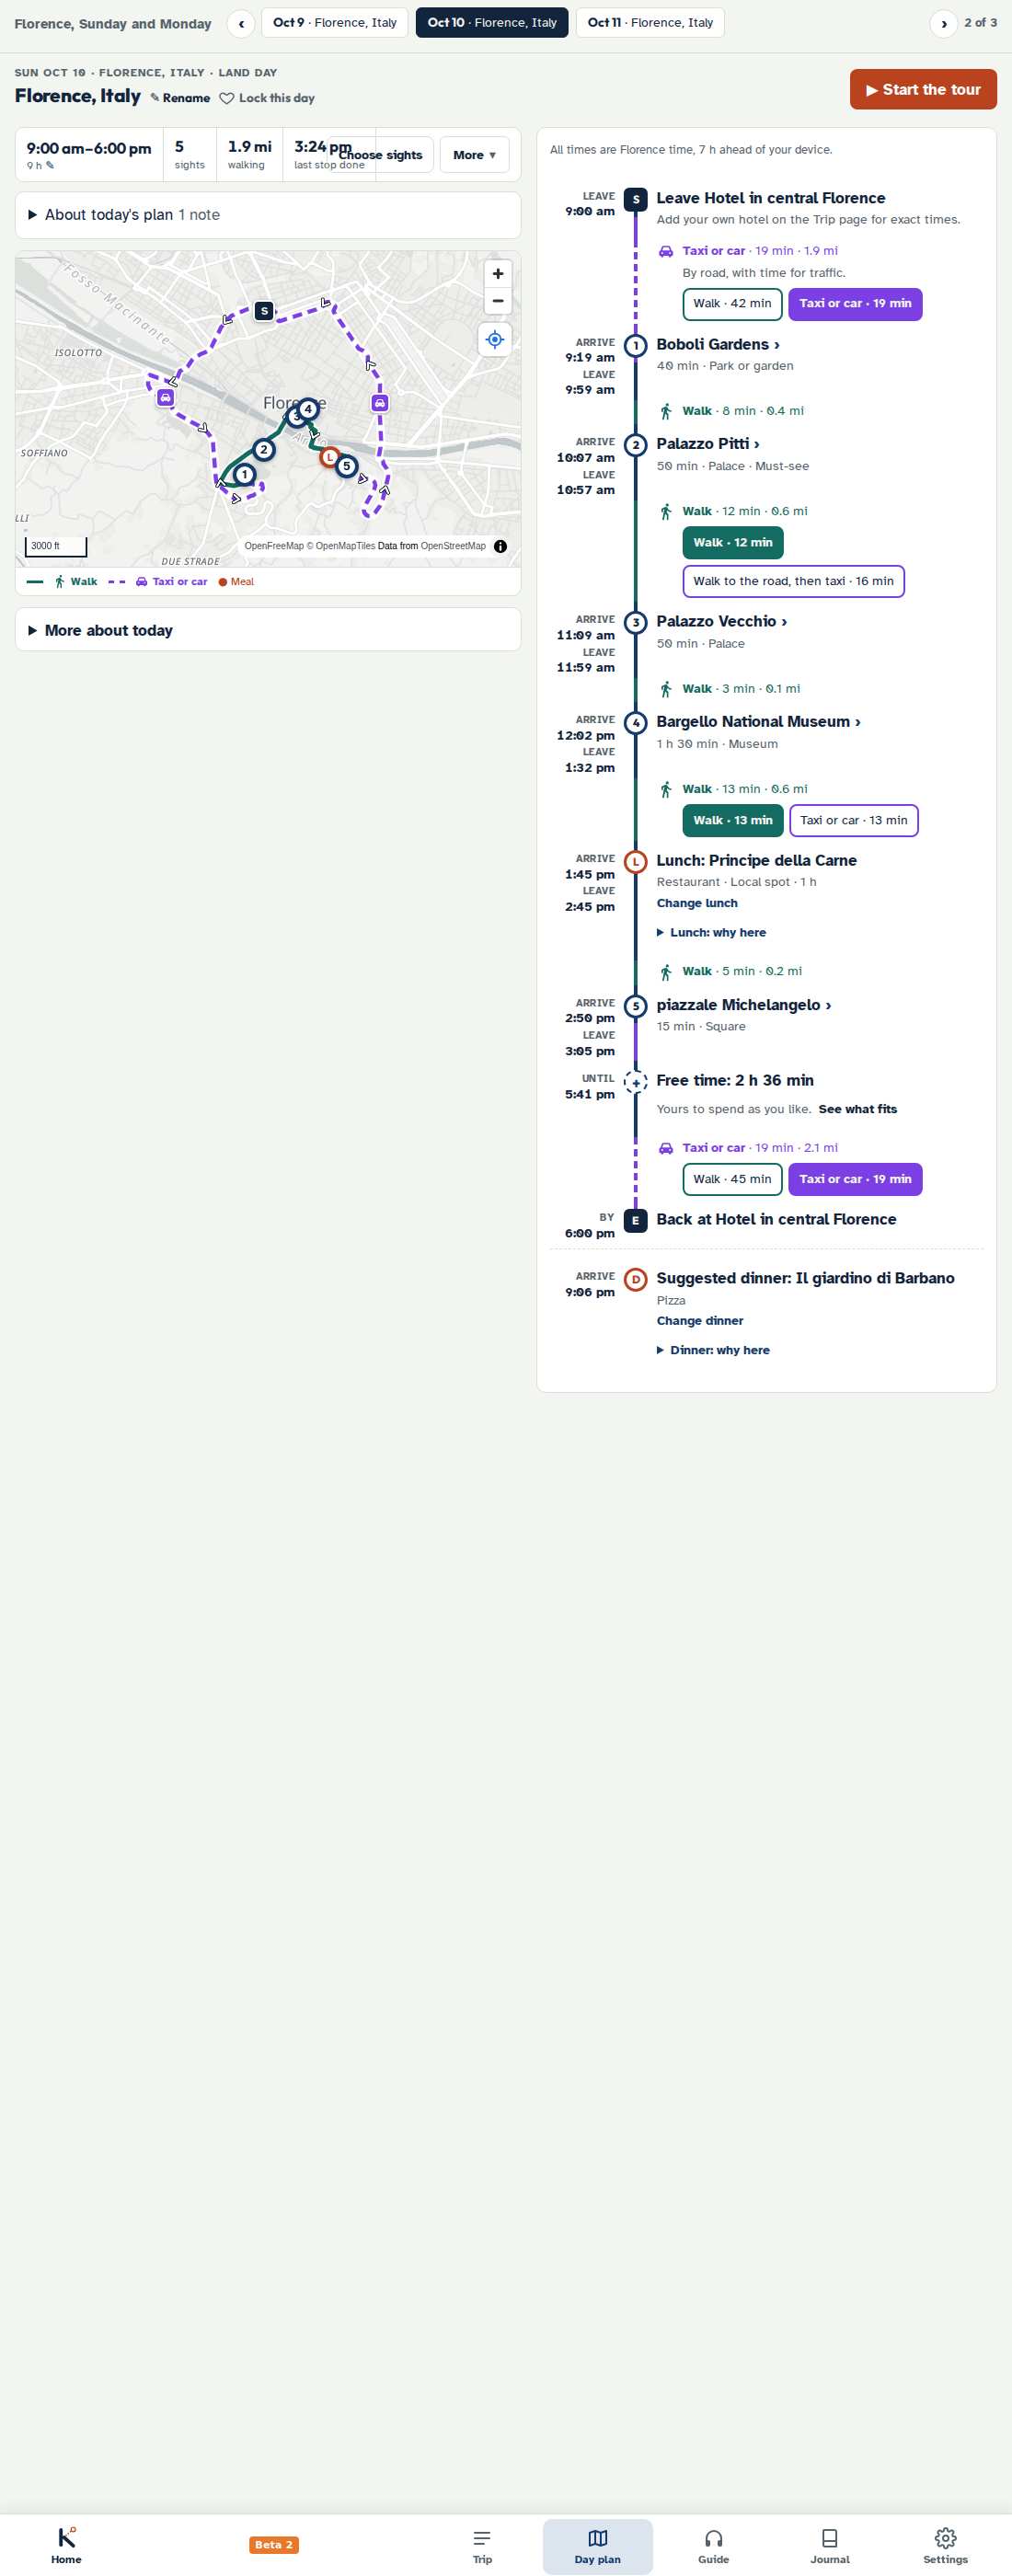 Florence, Sunday and Monday
‹
Oct 9 · Florence, Italy
Oct 10 · Florence, Italy
Oct 11 · Florence, Italy
›
2 of 3
SUN OCT 10 · FLORENCE, ITALY · LAND DAY
Florence, Italy
✎ Rename
Lock this day
▶ Start the tour
9:00 am–6:00 pm
9 h ✎
5
sights
1.9 mi
walking
3:24 pm
last stop done
Choose sights
More ▾
▶ About today's plan 1 note
Fosso Macinante
ISOLOTTO
SOFFIANO
LLI
DUE STRADE
Florence
Arno
S
1
2
3
4
L
5
+
−
3000 ft
OpenFreeMap © OpenMapTiles Data from OpenStreetMap
Walk
Taxi or car
Meal
▶ More about today
All times are Florence time, 7 h ahead of your device.
LEAVE
9:00 am
S
Leave Hotel in central Florence
Add your own hotel on the Trip page for exact times.
Taxi or car · 19 min · 1.9 mi
By road, with time for traffic.
Walk · 42 min
Taxi or car · 19 min
ARRIVE
9:19 am
LEAVE
9:59 am
1
Boboli Gardens ›
40 min · Park or garden
Walk · 8 min · 0.4 mi
ARRIVE
10:07 am
LEAVE
10:57 am
2
Palazzo Pitti ›
50 min · Palace · Must-see
Walk · 12 min · 0.6 mi
Walk · 12 min
Walk to the road, then taxi · 16 min
ARRIVE
11:09 am
LEAVE
11:59 am
3
Palazzo Vecchio ›
50 min · Palace
Walk · 3 min · 0.1 mi
ARRIVE
12:02 pm
LEAVE
1:32 pm
4
Bargello National Museum ›
1 h 30 min · Museum
Walk · 13 min · 0.6 mi
Walk · 13 min
Taxi or car · 13 min
ARRIVE
1:45 pm
LEAVE
2:45 pm
L
Lunch: Principe della Carne
Restaurant · Local spot · 1 h
Change lunch
▶ Lunch: why here
Walk · 5 min · 0.2 mi
ARRIVE
2:50 pm
LEAVE
3:05 pm
5
piazzale Michelangelo ›
15 min · Square
UNTIL
5:41 pm
+
Free time: 2 h 36 min
Yours to spend as you like. See what fits
Taxi or car · 19 min · 2.1 mi
Walk · 45 min
Taxi or car · 19 min
BY
6:00 pm
E
Back at Hotel in central Florence
ARRIVE
9:06 pm
D
Suggested dinner: Il giardino di Barbano
Pizza
Change dinner
▶ Dinner: why here
Home
Beta 2
Trip
Day plan
Guide
Journal
Settings